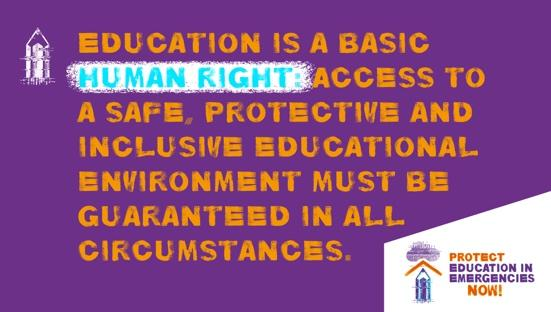 EDUCATION IS A BASIC
HUMAN RIGHT: ACCESS TO
A SAFE, PROTECTIVE AND
INCLUSIVE EDUCATIONAL
ENVIRONMENT MUST BE
GUARANTEED IN ALL
CIRCUMSTANCES.
PROTECT
EDUCATION IN
EMERGENCIES
NOW!